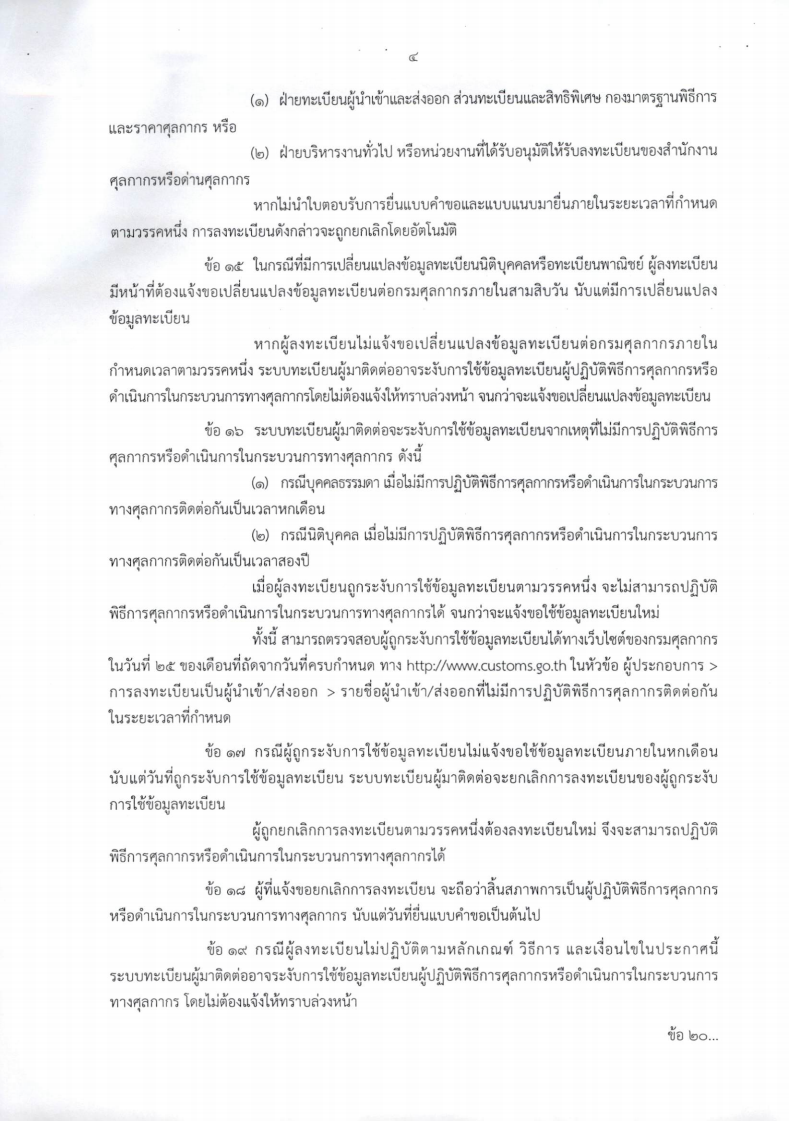 ๔
(๑) ฝ่ายทะเบียนผู้นำเข้าและส่งออก ส่วนทะเบียนและสิทธิพิเศษ กองมาตรฐานพิธีการ
และราคาศุลกากร หรือ
(๒) ฝ่ายบริหารงานทั่วไป หรือหน่วยงานที่ได้รับอนุมัติให้รับลงทะเบียนของสำนักงาน
ศุลกากรหรือด่านศุลกากร
หากไม่นำใบตอบรับการยื่นแบบคำขอและแบบแนบมายื่นภายในระยะเวลาที่กำหนด
ตามวรรคหนึ่ง การลงทะเบียนดังกล่าวจะถูกยกเลิกโดยอัตโนมัติ
ข้อ ๑๕ ในกรณีที่มีการเปลี่ยนแปลงข้อมูลทะเบียนนิติบุคคลหรือทะเบียนพาณิชย์ ผู้ลงทะเบียน
มีหน้าที่ต้องแจ้งขอเปลี่ยนแปลงข้อมูลทะเบียนต่อกรมศุลกากรภายในสามสิบวัน นับแต่มีการเปลี่ยนแปลง
ข้อมูลทะเบียน
หากผู้ลงทะเบียนไม่แจ้งขอเปลี่ยนแปลงข้อมูลทะเบียนต่อกรมศุลกากรภายใน
กำหนดเวลาตามวรรคหนึ่ง ระบบทะเบียนผู้มาติดต่ออาจระงับการใช้ข้อมูลทะเบียนผู้ปฏิบัติพิธีการศุลกากรหรือ
ดำเนินการในกระบวนการทางศุลกากรโดยไม่ต้องแจ้งให้ทราบล่วงหน้า จนกว่าจะแจ้งขอเปลี่ยนแปลงข้อมูลทะเบียน
ข้อ ๑๖ ระบบทะเบียนผู้มาติดต่อจะระงับการใช้ข้อมูลทะเบียนจากเหตุที่ไม่มีการปฏิบัติพิธีการ
ศุลกากรหรือดำเนินการในกระบวนการทางศุลกากร ดังนี้
(๑) กรณีบุคคลธรรมดา เมื่อไม่มีการปฏิบัติพิธีการศุลกากรหรือดำเนินการในกระบวนการ
ทางศุลกากรติดต่อกันเป็นเวลาหกเดือน
(๒) กรณีนิติบุคคล เมื่อไม่มีการปฏิบัติพิธีการศุลกากรหรือดำเนินการในกระบวนการ
ทางศุลกากรติดต่อกันเป็นเวลาสองปี
เมื่อผู้ลงทะเบียนถูกระงับการใช้ข้อมูลทะเบียนตามวรรคหนึ่ง จะไม่สามารถปฏิบัติ
พิธีการศุลกากรหรือดำเนินการในกระบวนการทางศุลกากรได้ จนกว่าจะแจ้งขอใช้ข้อมูลทะเบียนใหม่
ทั้งนี้ สามารถตรวจสอบผู้ถูกระงับการใช้ข้อมูลทะเบียนได้ทางเว็บไซต์ของกรมศุลกากร
ในวันที่ ๒๕ ของเดือนที่ถัดจากวันที่ครบกำหนด ทาง http://www.customs.go.th ในหัวข้อ ผู้ประกอบการ >
การลงทะเบียนเป็นผู้นำเข้า/ส่งออก > รายชื่อผู้นำเข้า/ส่งออกที่ไม่มีการปฏิบัติพิธีการศุลกากรติดต่อกัน
ในระยะเวลาที่กำหนด
ข้อ ๑๗ กรณีผู้ถูกระงับการใช้ข้อมูลทะเบียนไม่แจ้งขอใช้ข้อมูลทะเบียนภายในหกเดือน
นับแต่วันที่ถูกระงับการใช้ข้อมูลทะเบียน ระบบทะเบียนผู้มาติดต่อจะยกเลิกการลงทะเบียนของผู้ถูกระงับ
การใช้ข้อมูลทะเบียน
ผู้ถูกยกเลิกการลงทะเบียนตามวรรคหนึ่งต้องลงทะเบียนใหม่ จึงจะสามารถปฏิบัติ
พิธีการศุลกากรหรือดำเนินการในกระบวนการทางศุลกากรได้
ข้อ ๑๘ ผู้ที่แจ้งขอยกเลิกการลงทะเบียน จะถือว่าสิ้นสภาพการเป็นผู้ปฏิบัติพิธีการศุลกากร
หรือดำเนินการในกระบวนการทางศุลกากร นับแต่วันที่ยื่นแบบคำขอเป็นต้นไป
ข้อ ๑๙ กรณีผู้ลงทะเบียนไม่ปฏิบัติตามหลักเกณฑ์ วิธีการ และเงื่อนไขในประกาศนี้
ระบบทะเบียนผู้มาติดต่ออาจระงับการใช้ข้อมูลทะเบียนผู้ปฏิบัติพิธีการศุลกากรหรือดำเนินการในกระบวนการ
ทางศุลกากร โดยไม่ต้องแจ้งให้ทราบล่วงหน้า
ข้อ ๒๐...